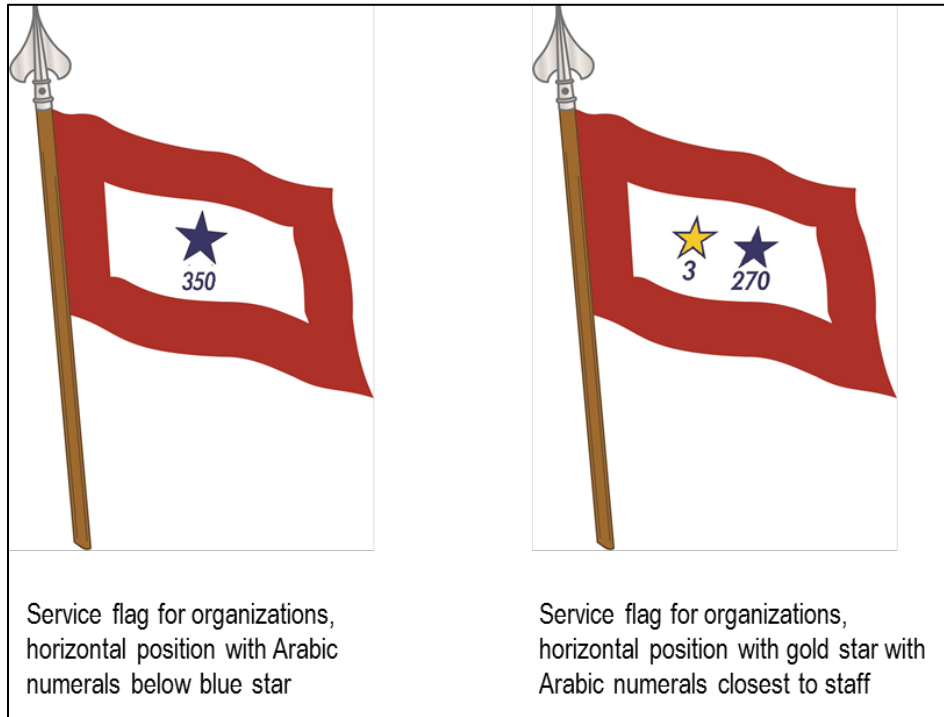 350
3
270
Service flag for organizations,
horizontal position with Arabic
numerals below blue star
Service flag for organizations,
horizontal position with gold star with
Arabic numerals closest to staff